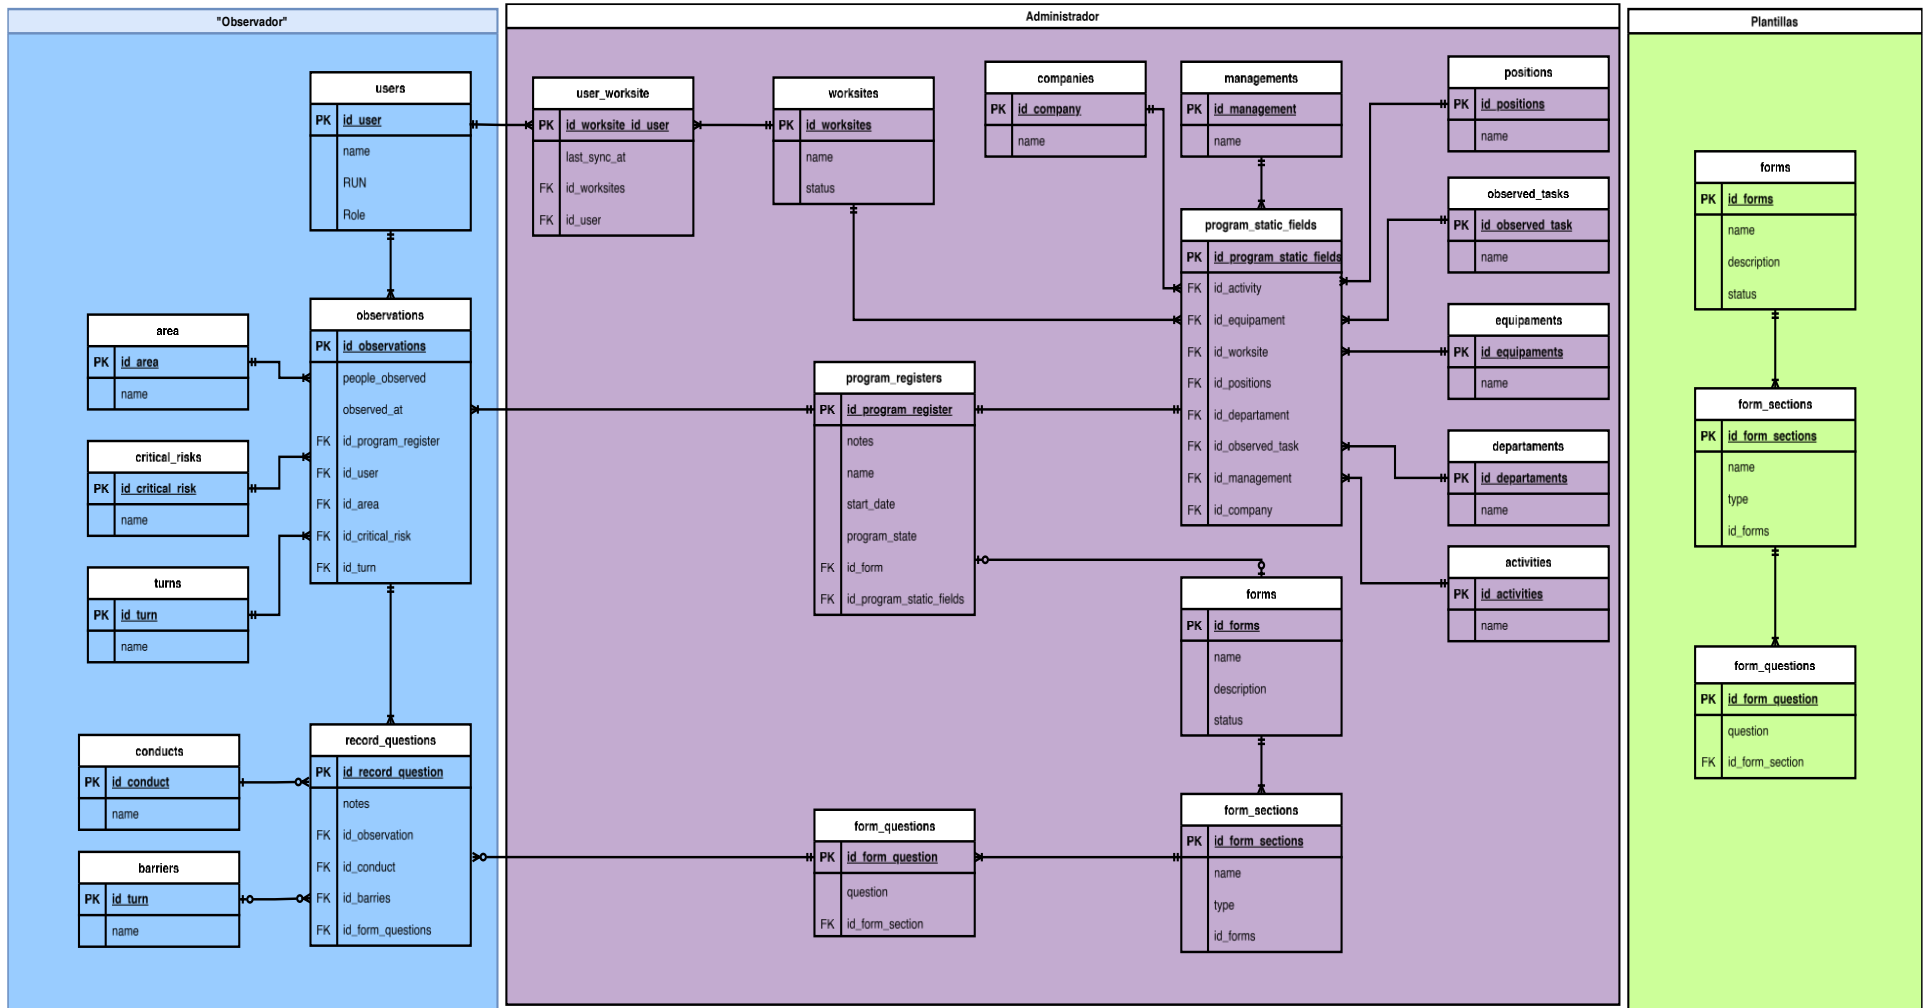 "Observador"
users
PK id_user
name
RUN
Role
area
PK id_area
name
observations
PK id_observations
people_observed
observed_at
FK id_program_register
FK id_user
FK id_area
FK id_critical_risk
FK id_turn
critical_risks
PK id_critical_risk
name
turns
PK id_turn
name
conducts
PK id_conduct
name
record_questions
PK id_record_question
notes
FK id_observation
FK id_conduct
FK id_barries
FK id_form_questions
barriers
PK id_turn
name
Administrador
user_worksite
PK id_worksite_id_user
last_sync_at
FK id_worksites
FK id_user
worksites
PK id_worksites
name
status
companies
PK id_company
name
managements
PK id_management
name
positions
PK id_positions
name
observed_tasks
PK id_observed_task
name
program_static_fields
PK id_program_static_fields
FK id_activity
FK id_equipament
FK id_worksite
FK id_positions
FK id_departament
FK id_observed_task
FK id_management
FK id_company
equipaments
PK id_equipaments
name
departaments
PK id_departaments
name
activities
PK id_activities
name
program_registers
PK id_program_register
notes
name
start_date
program_state
FK id_form
FK id_program_static_fields
forms
PK id_forms
name
description
status
form_questions
PK id_form_question
question
FK id_form_section
form_sections
PK id_form_sections
name
type
id_forms
Plantillas
forms
PK id_forms
name
description
status
form_sections
PK id_form_sections
name
type
id_forms
form_questions
PK id_form_question
question
FK id_form_section